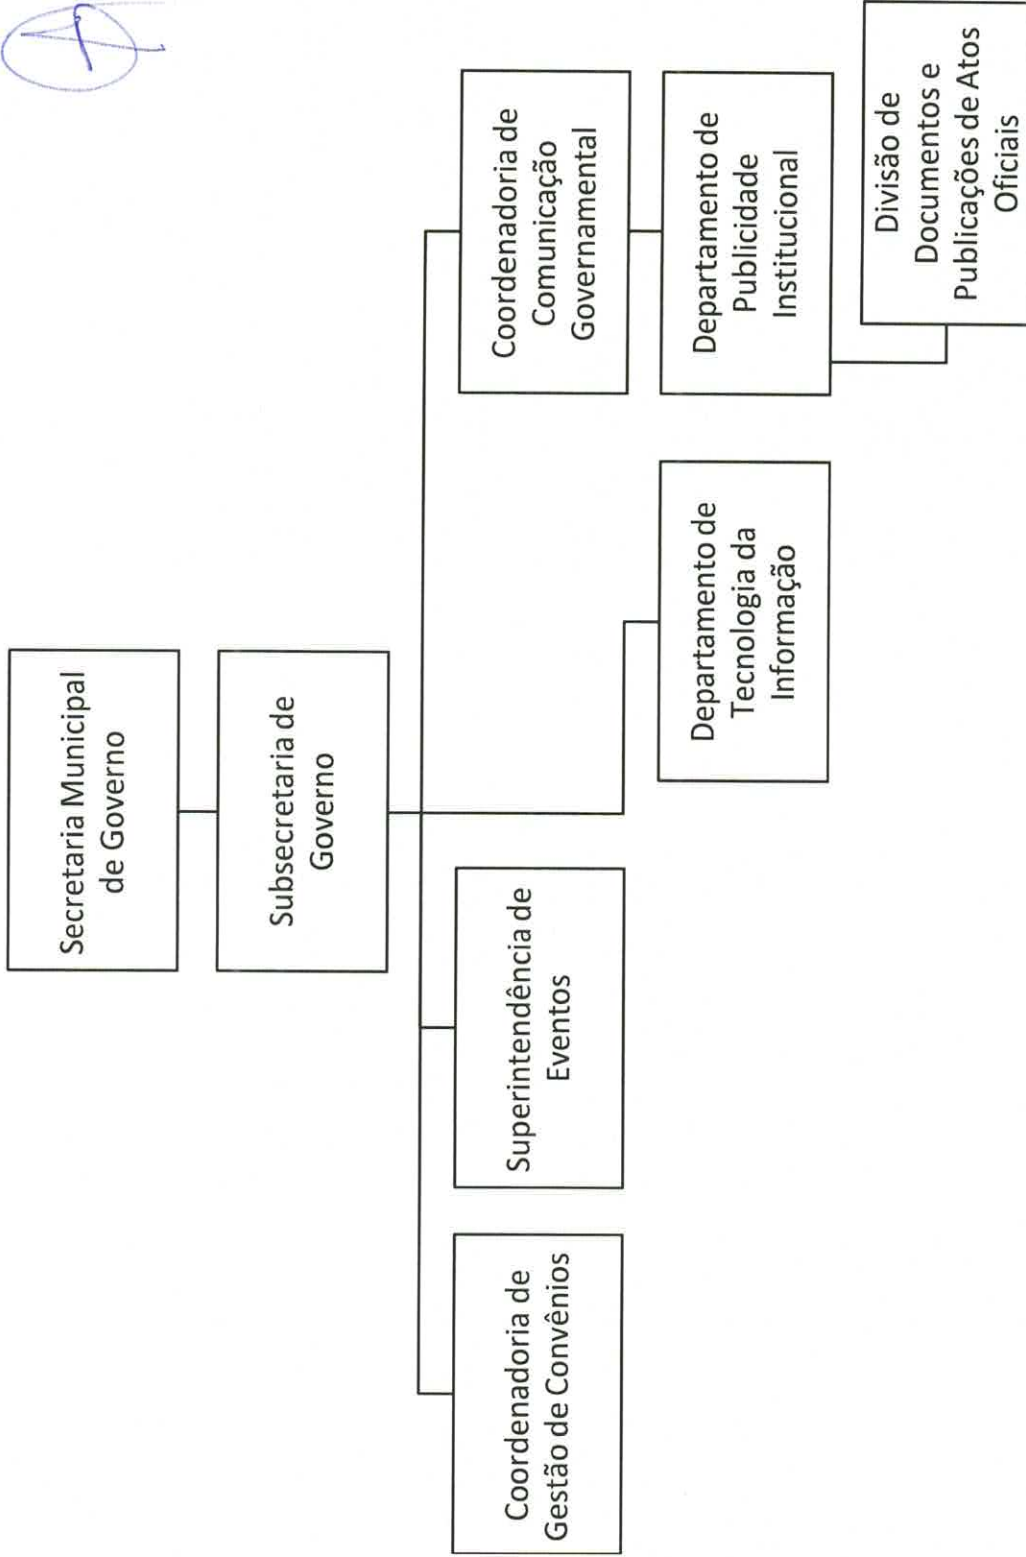 Secretaria Municipal
de Governo
Subsecretaria de
Governo
Coordenadoria de
Gestão de Convênios
Superintendência de
Eventos
Departamento de
Tecnologia da
Informação
Coordenadoria de
Comunicação
Governamental
Departamento de
Publicidade
Institucional
Divisão de
Documentos e
Publicações de Atos
Oficiais